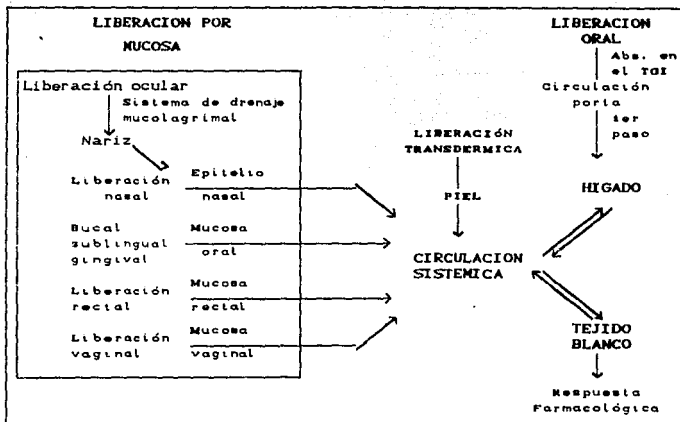 LIBERACION POR
MUCOSA
Liberación ocular
Sistema de drenaje
mucolagrimal
Nariz
Liberación
nasal
Epitelio
nasal
Bucal
sublingual
gingival
Mucosa
oral
Liberación
rectal
Mucosa
rectal
Liberación
vaginal
Mucosa
vaginal
LIBERACIÓN
TRANSDERMICA
PIEL
CIRCULACION
SISTEMICA
LIBERACION
ORAL
Abs. en
el TGI
Circulación
porta
1er
paso
HIGADO
TEJIDO
BLANCO
Respuesta
Farmacológica